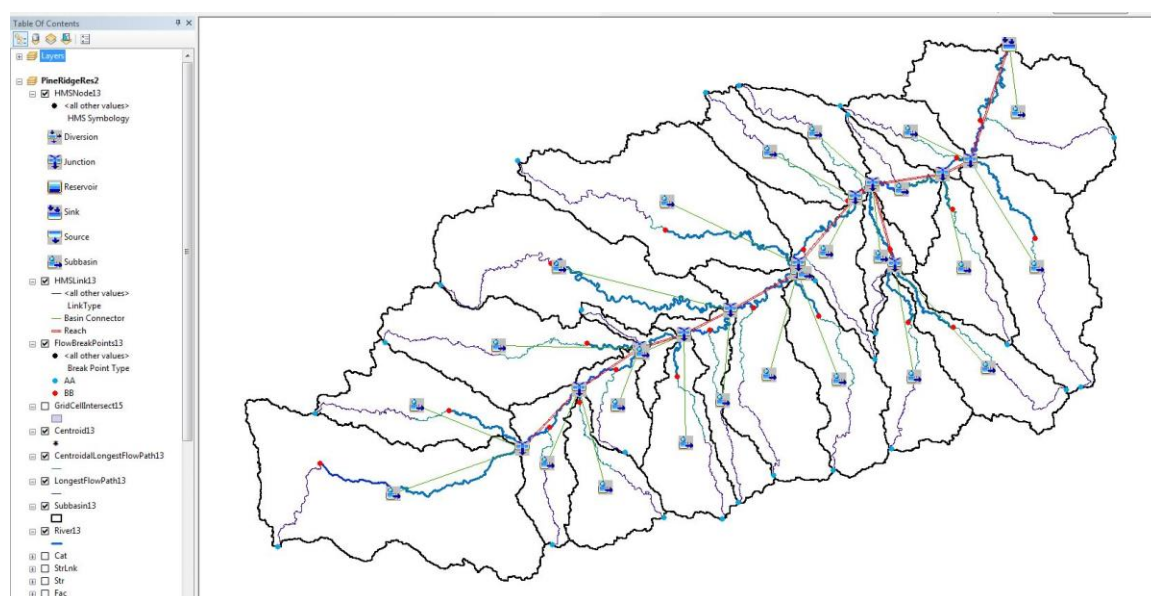 Table Of Contents
Layers
PineRidgeRes2
HMSNode13
<all other values>
HMS Symbology
Diversion
Junction
Reservoir
Sink
Source
Subbasin
HMSLink13
<all other values>
LinkType
Basin Connector
Reach
FlowBreakPoints13
<all other values>
Break Point Type
AA
BB
GridCellIntersect15
Centroid13
CentroidalLongestFlowPath13
LongestFlowPath13
Subbasin13
River13
Cat
StrLnk
Str
Fac